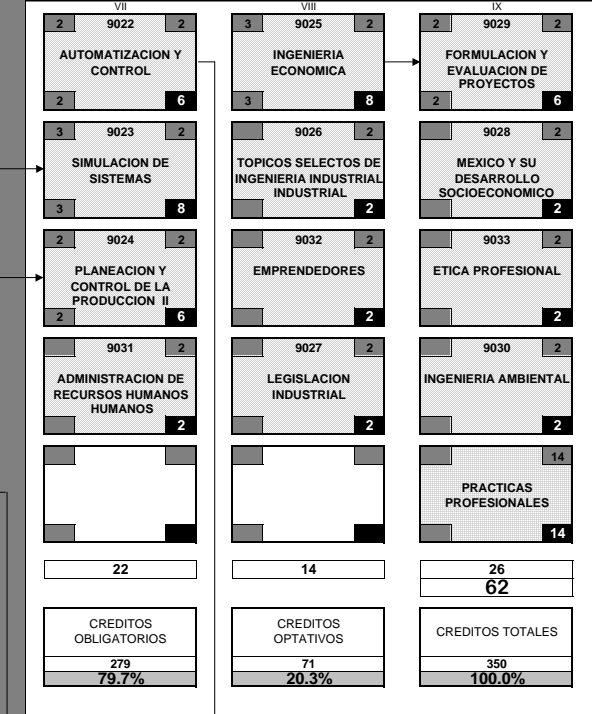 VII
2 9022 2
AUTOMATIZACION Y
CONTROL
2 6
3 9023 2
SIMULACION DE
SISTEMAS
3 8
2 9024 2
PLANEACION Y
CONTROL DE LA
PRODUCCION II
2 6
9031 2
ADMINISTRACION DE
RECURSOS HUMANOS
HUMANOS
2
22
VIII
3 9025 2
INGENIERIA
ECONOMICA
3 8
9026 2
TOPICOS SELECTOS DE
INGENIERIA INDUSTRIAL
INDUSTRIAL
2
9032 2
EMPRENDEDORES
2
9027 2
LEGISLACION
INDUSTRIAL
2
14
IX
2 9029 2
FORMULACION Y
EVALUACION DE
PROYECTOS
2 6
9028 2
MEXICO Y SU
DESARROLLO
SOCIOECONOMICO
2
9033 2
ETICA PROFESIONAL
2
9030 2
INGENIERIA AMBIENTAL
2
14
PRACTICAS
PROFESIONALES
14
26
62
CREDITOS
OBLIGATORIOS
279
79.7%
CREDITOS
OPTATIVOS
71
20.3%
CREDITOS TOTALES
350
100.0%